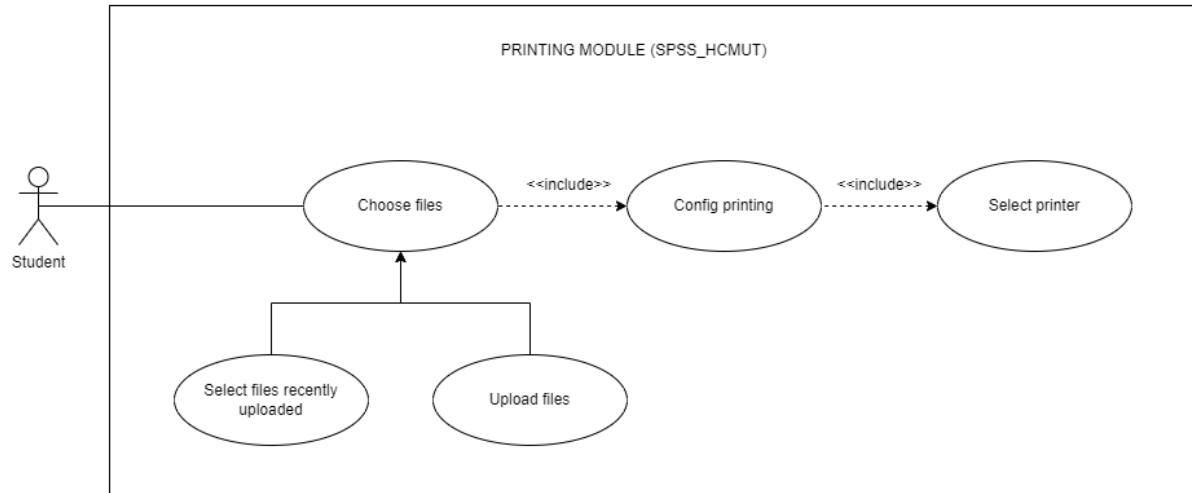 PRINTING MODULE (SPSS_HCMUT)
<<include>>
<<include>>
Choose files
Config printing
Select printer
Student
Select files recently
uploaded
Upload files